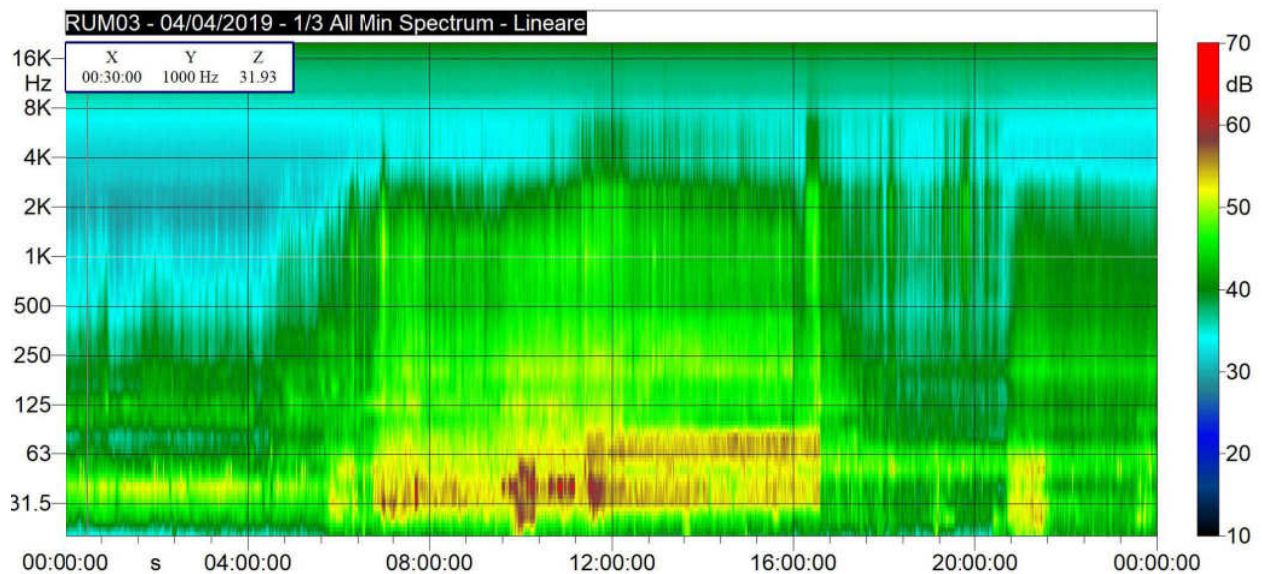 RUM03 - 04/04/2019 - 1/3 All Min Spectrum - Lineare
X Y Z
00:30:00 1000 Hz 31.93
16K
Hz
8K
4K
2K
1K
500
250
125
63
31.5
00:00:00 s 04:00:00 08:00:00 12:00:00 16:00:00 20:00:00 00:00:00
70
dB
60
50
40
30
20
10